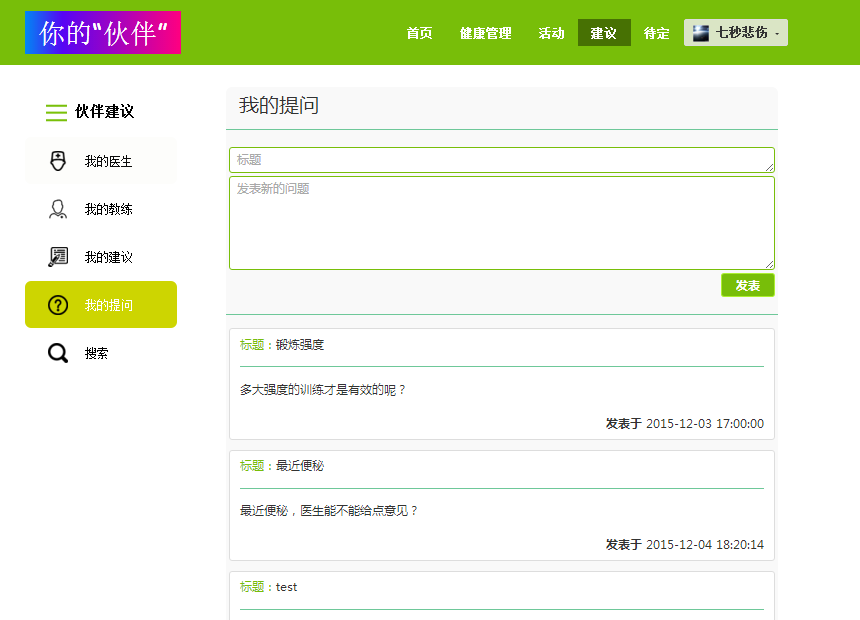 你的“伙伴”
首页 健康管理 活动 建议 待定 七秒悲伤
伙伴建议
我的医生
我的教练
我的建议
我的提问
搜索
我的提问
标题
发表新的问题
发表
标题：锻炼强度
多大强度的训练才是有效的呢？
发表于 2015-12-03 17:00:00
标题：最近便秘
最近便秘，医生能不能给点意见？
发表于 2015-12-04 18:20:14
标题：test